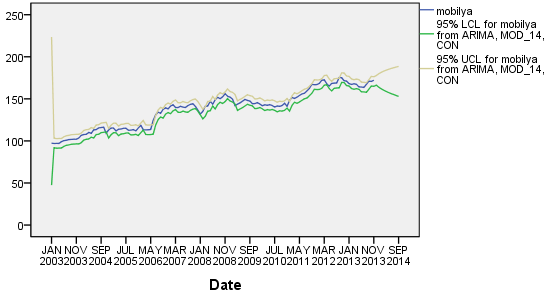 mobilya
95% LCL for mobilya
from ARIMA, MOD_14,
CON
95% UCL for mobilya
from ARIMA, MOD_14,
CON
250
200
150
100
50
0
JAN NOV SEP JUL MAY MAR JAN NOV SEP JUL MAY MAR JAN NOV SEP
2003 2003 2004 2005 2006 2007 2008 2008 2009 2010 2011 2012 2013 2013 2014
Date